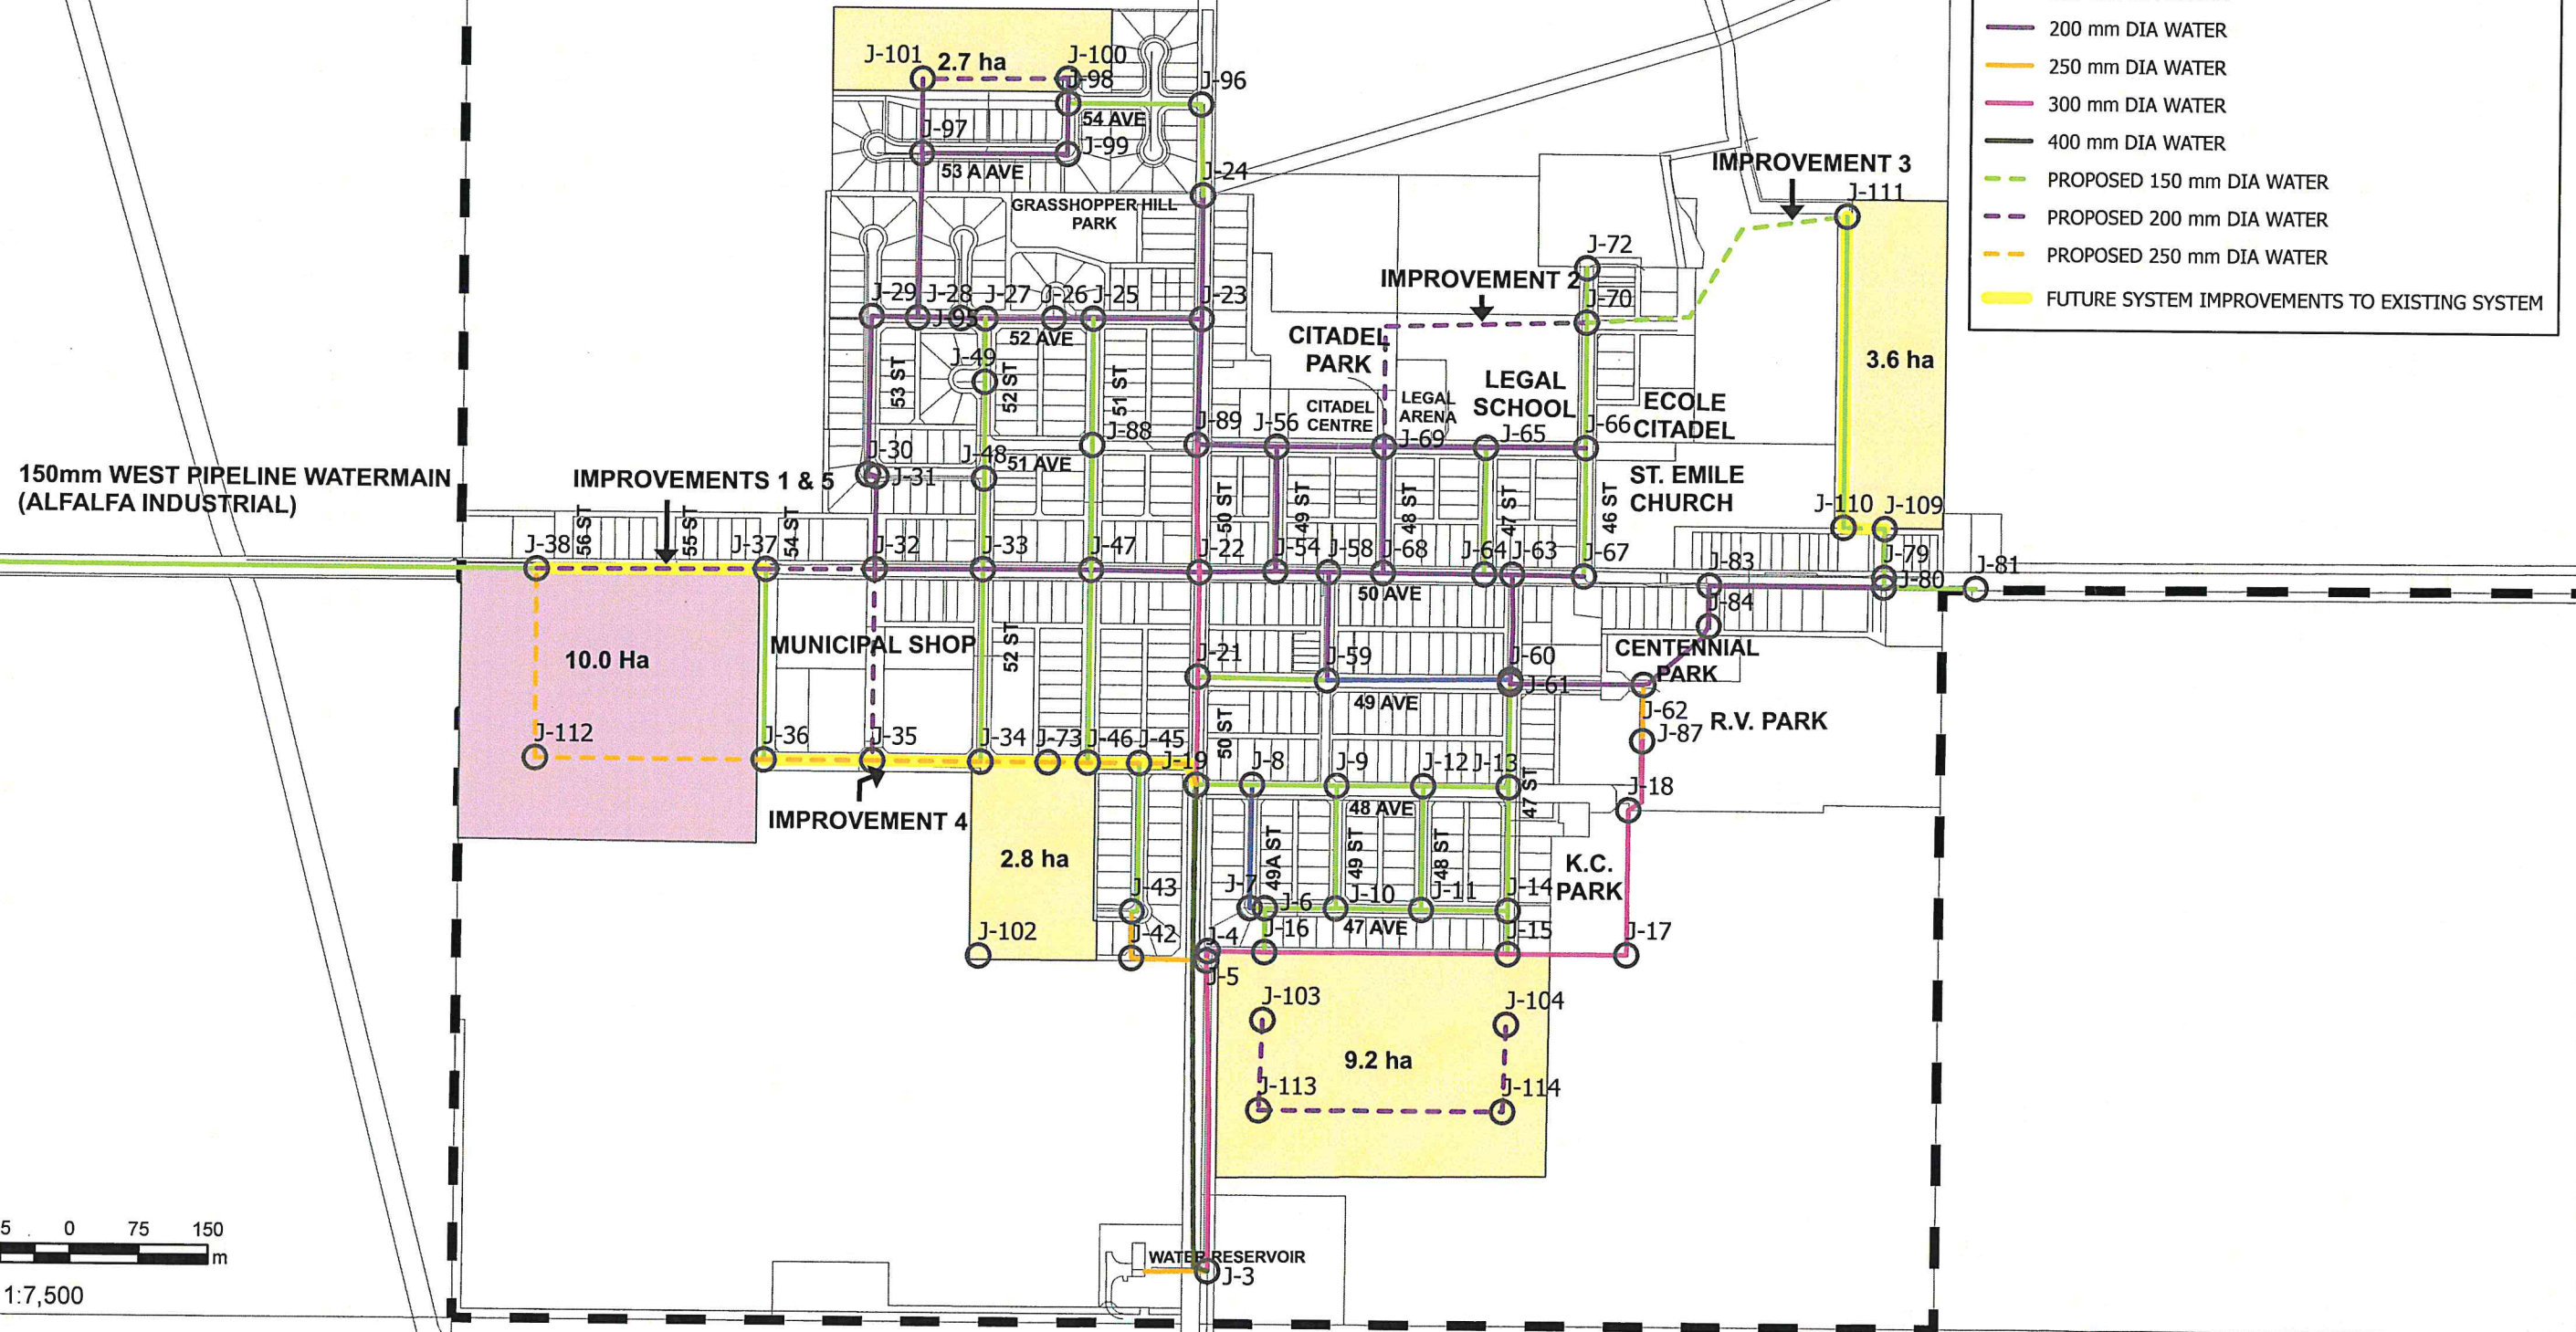 200 mm DIA WATER
250 mm DIA WATER
300 mm DIA WATER
400 mm DIA WATER
PROPOSED 150 mm DIA WATER
PROPOSED 200 mm DIA WATER
PROPOSED 250 mm DIA WATER
FUTURE SYSTEM IMPROVEMENTS TO EXISTING SYSTEM
J-101
2.7 ha
J-100
J-98
J-96
54 AVE
J-97
J-99
53 A AVE
J-24
GRASSHOPPER HILL
PARK
IMPROVEMENT 3
J-111
J-72
IMPROVEMENT 2
J-70
J-29
J-28
J-27
J-26
J-25
J-23
J-95
52 AVE
CITADEL
PARK
3.6 ha
J-49
53 ST
52 ST
51 ST
LEGAL
SCHOOL
CITADEL
CENTRE
LEGAL
ARENA
ECOLE
CITADEL
J-89
J-56
J-69
J-65
J-66
J-88
J-30
J-31
J-48
51 AVE
150mm WEST PIPELINE WATERMAIN
(ALFALFA INDUSTRIAL)
IMPROVEMENTS 1 & 5
ST. EMILE
CHURCH
50 ST
49 ST
48 ST
47 ST
46 ST
J-110
J-109
56 ST
55 ST
54 ST
J-38
J-37
J-32
J-33
J-47
J-22
J-54
J-58
J-68
J-64
J-63
J-67
J-83
J-79
J-80
J-81
50 AVE
J-84
MUNICIPAL SHOP
52 ST
10.0 Ha
J-21
J-59
J-60
J-61
CENTENNIAL
PARK
49 AVE
J-62
R.V. PARK
J-87
50 ST
J-112
J-36
J-35
J-34
J-73
J-46
J-45
J-19
J-8
J-9
J-12
J-13
47 ST
J-18
IMPROVEMENT 4
48 AVE
2.8 ha
49A ST
49 ST
48 ST
K.C.
PARK
J-43
J-7
J-6
J-10
J-11
J-14
J-102
J-42
J-4
J-16
47 AVE
J-15
J-17
J-5
J-103
J-104
9.2 ha
J-113
J-114
5
0
75
150
m
1:7,500
WATER RESERVOIR
J-3